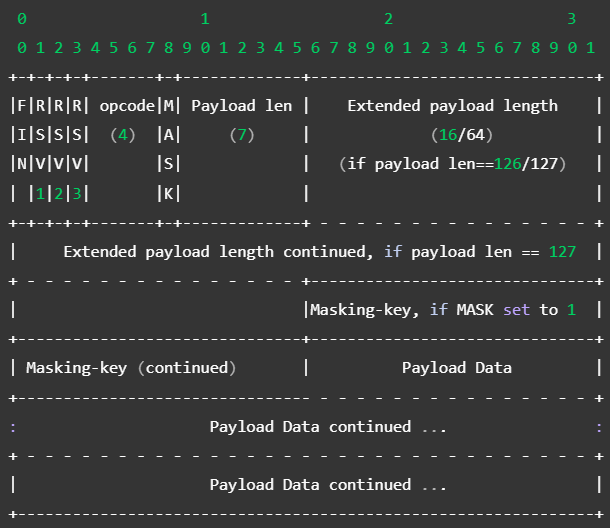 0                   1                   2                   3
 0 1 2 3 4 5 6 7 8 9 0 1 2 3 4 5 6 7 8 9 0 1 2 3 4 5 6 7 8 9 0 1
+-+-+-+-+-------+-+-------------+-------------------------------+
|F|R|R|R| opcode|M| Payload len |    Extended payload length    |
|I|S|S|S|  (4)  |A|     (7)     |             (16/64)           |
|N|V|V|V|       |S|             |   (if payload len==126/127)   |
| |1|2|3|       |K|             |                               |
+-+-+-+-+-------+-+-------------+ - - - - - - - - - - - - - - - +
|     Extended payload length continued, if payload len == 127  |
+ - - - - - - - - - - - - - - - +-------------------------------+
|                               |Masking-key, if MASK set to 1  |
+-------------------------------+-------------------------------+
| Masking-key (continued)       |          Payload Data         |
+-------------------------------- - - - - - - - - - - - - - - - +
:                     Payload Data continued ...                :
+ - - - - - - - - - - - - - - - - - - - - - - - - - - - - - - - +
|                     Payload Data continued ...                |
+---------------------------------------------------------------+